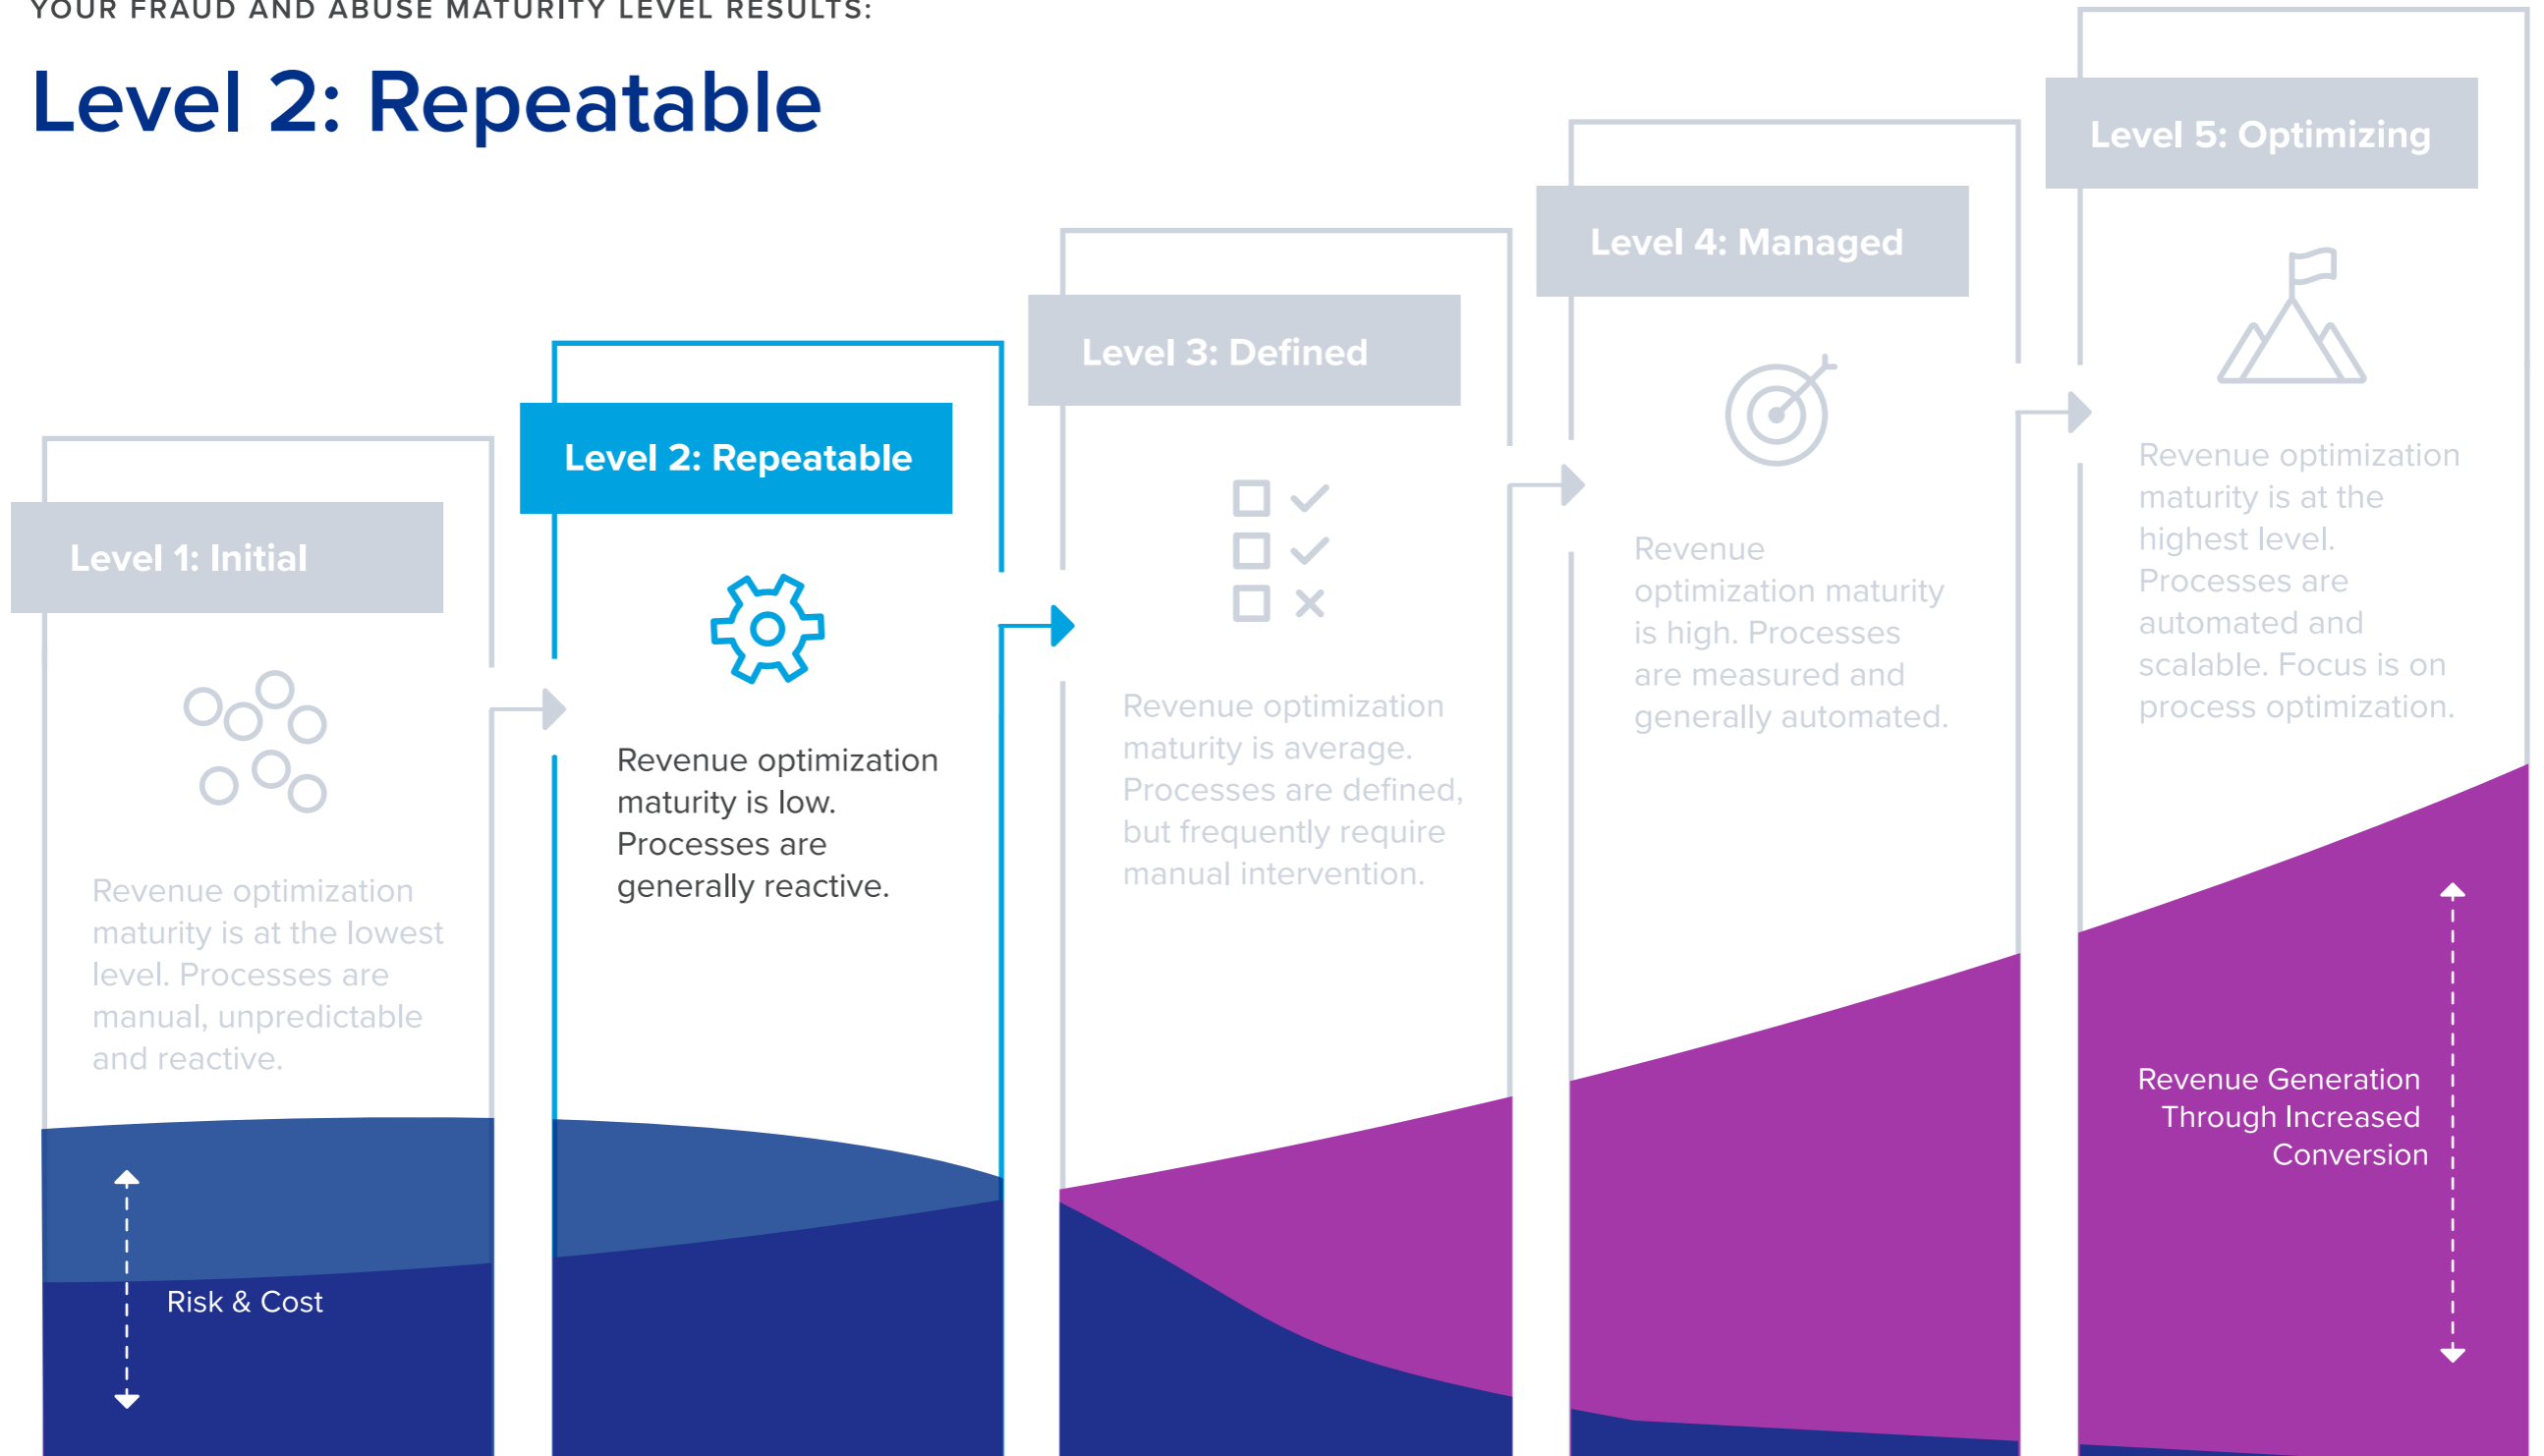 YOUR FRAUD AND ABUSE MATURITY LEVEL RESULTS:
Level 2: Repeatable
Level 1: Initial
Revenue optimization
maturity is at the lowest
level. Processes are
manual, unpredictable
and reactive.
Level 2: Repeatable
Revenue optimization
maturity is low.
Processes are
generally reactive.
Level 3: Defined
Revenue optimization
maturity is average.
Processes are defined,
but frequently require
manual intervention.
Level 4: Managed
Revenue
optimization maturity
is high. Processes
are measured and
generally automated.
Level 5: Optimizing
Revenue optimization
maturity is at the
highest level.
Processes are
automated and
scalable. Focus is on
process optimization.
Risk & Cost
Revenue Generation
Through Increased
Conversion